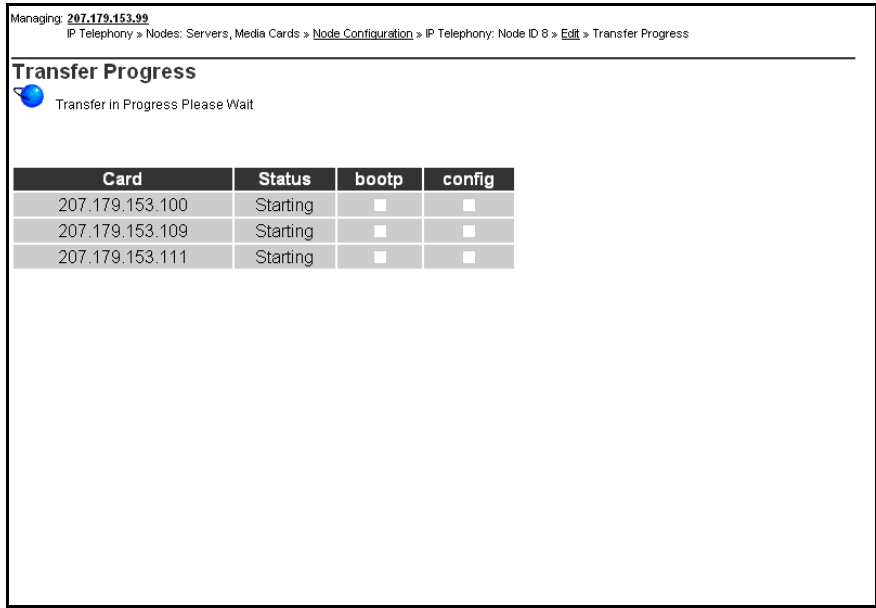 Managing: 207.179.153.99
IP Telephony » Nodes: Servers, Media Cards » Node Configuration » IP Telephony: Node ID 8 » Edit » Transfer Progress
Transfer Progress
Transfer in Progress Please Wait
Card Status bootp config
207.179.153.100 Starting
207.179.153.109 Starting
207.179.153.111 Starting